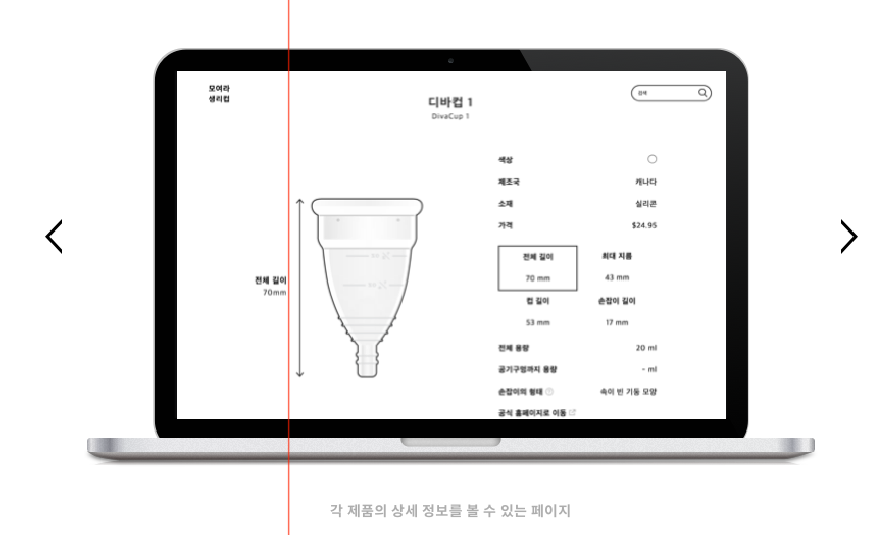 모여라
생리컵
디바컵 1
DivaCup 1
검색
색상
제조국 캐나다
소재 실리콘
가격 $24.95
전체 길이
70mm
전체 길이 최대 지름
70 mm 43 mm
컵 길이 손잡이 길이
53 mm 17 mm
전체 용량 20 ml
공기구멍까지 용량 - ml
손잡이의 형태 속이 빈 기둥 모양
공식 홈페이지로 이동
각 제품의 상세 정보를 볼 수 있는 페이지